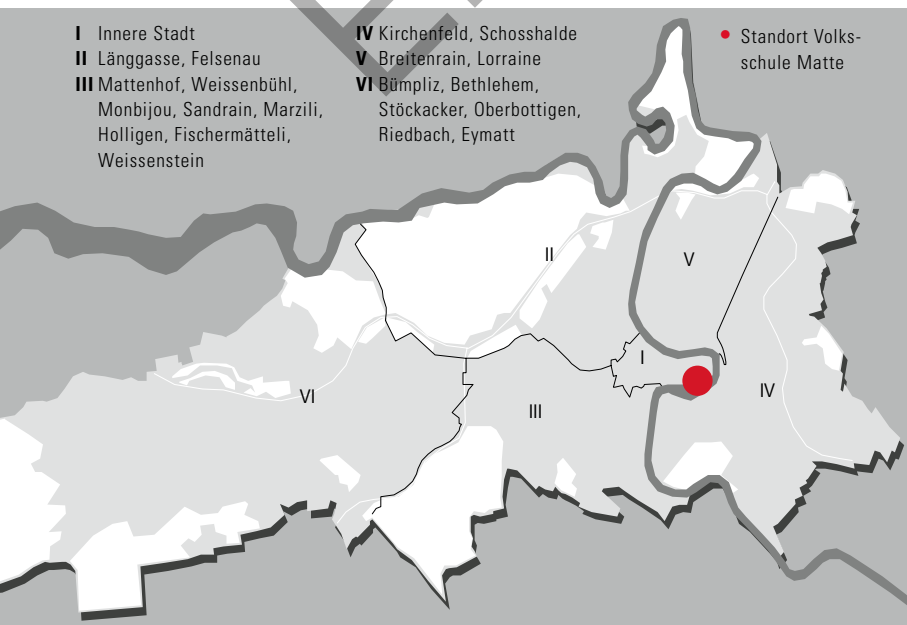 I Innere Stadt
II Länggasse, Felsenau
III Mattenhof, Weissenbühl,
Monbijou, Sandrain, Marzili,
Holligen, Fischermätteli,
Weissenstein
IV Kirchenfeld, Schosshalde
V Breitenrain, Lorraine
VI Bümpliz, Bethlehem,
Stöckacker, Oberbottigen,
Riedbach, Eymatt
Standort Volks-
schule Matte
II
V
I
VI
IV
III